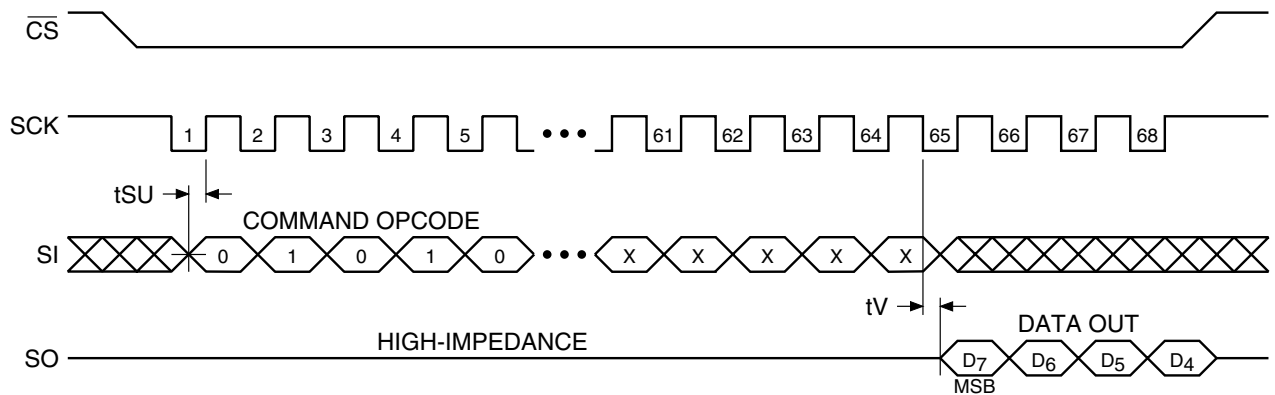 CS
SCK 1 2 3 4 5 61 62 63 64 65 66 67 68
tSU
COMMAND OPCODE
SI 0 1 0 1 0 X X X X X
tV
HIGH-IMPEDANCE DATA OUT
SO D7 D6 D5 D4
MSB